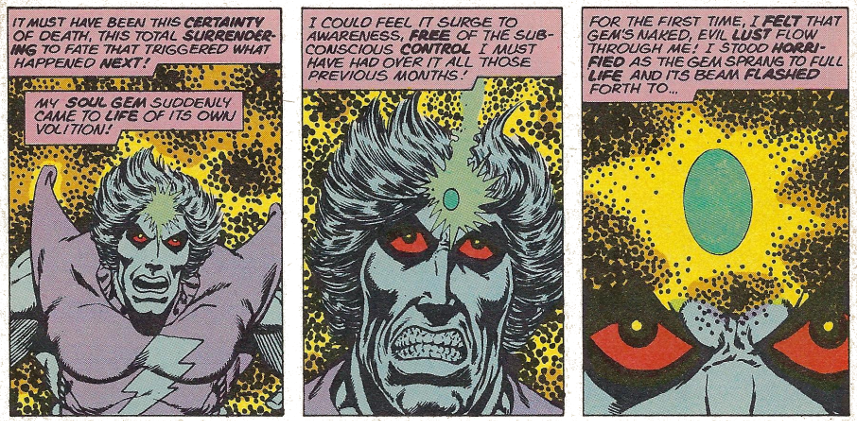 IT MUST HAVE BEEN THIS CERTAINTY
OF DEATH, THIS TOTAL SURRENDER-
ING TO FATE THAT TRIGGERED WHAT
HAPPENED NEXT!
MY SOUL GEM SUDDENLY
CAME TO LIFE OF ITS OWN
VOLITION!
I COULD FEEL IT SURGE TO
AWARENESS, FREE OF THE SUB-
CONSCIOUS CONTROL I MUST
HAVE HAD OVER IT ALL THOSE
PREVIOUS MONTHS!
FOR THE FIRST TIME, I FELT THAT
GEM'S NAKED, EVIL LUST FLOW
THROUGH ME! I STOOD HORRI-
FIED AS THE GEM SPRANG TO FULL
LIFE AND ITS BEAM FLASHED
FORTH TO...